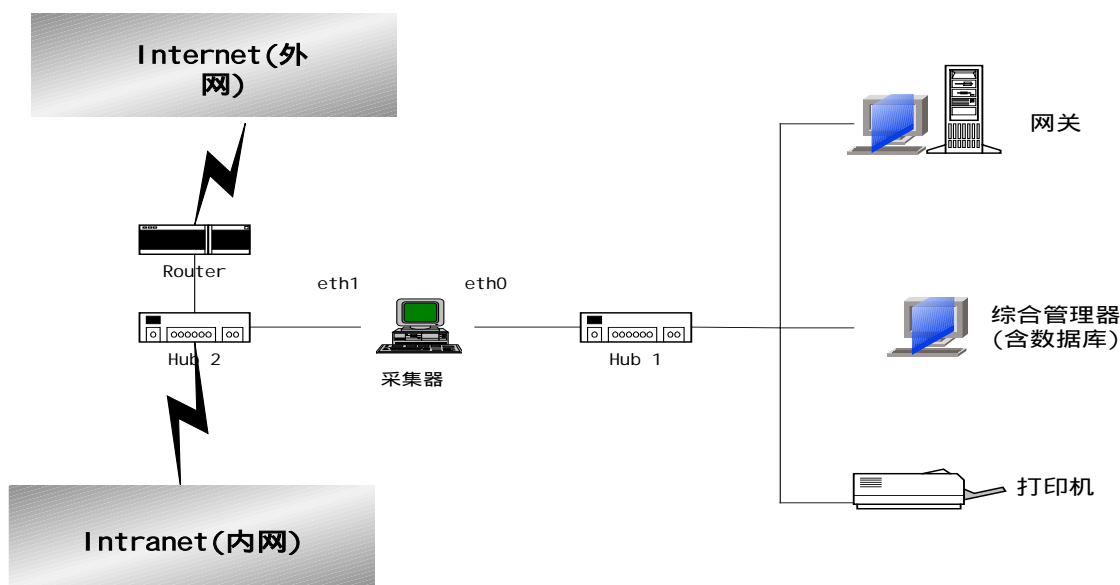 Internet(外
网)
网关
Router
eth1
eth0
综合管理器
(含数据库)
Hub 2
Hub 1
采集器
打印机
Intranet(内网)